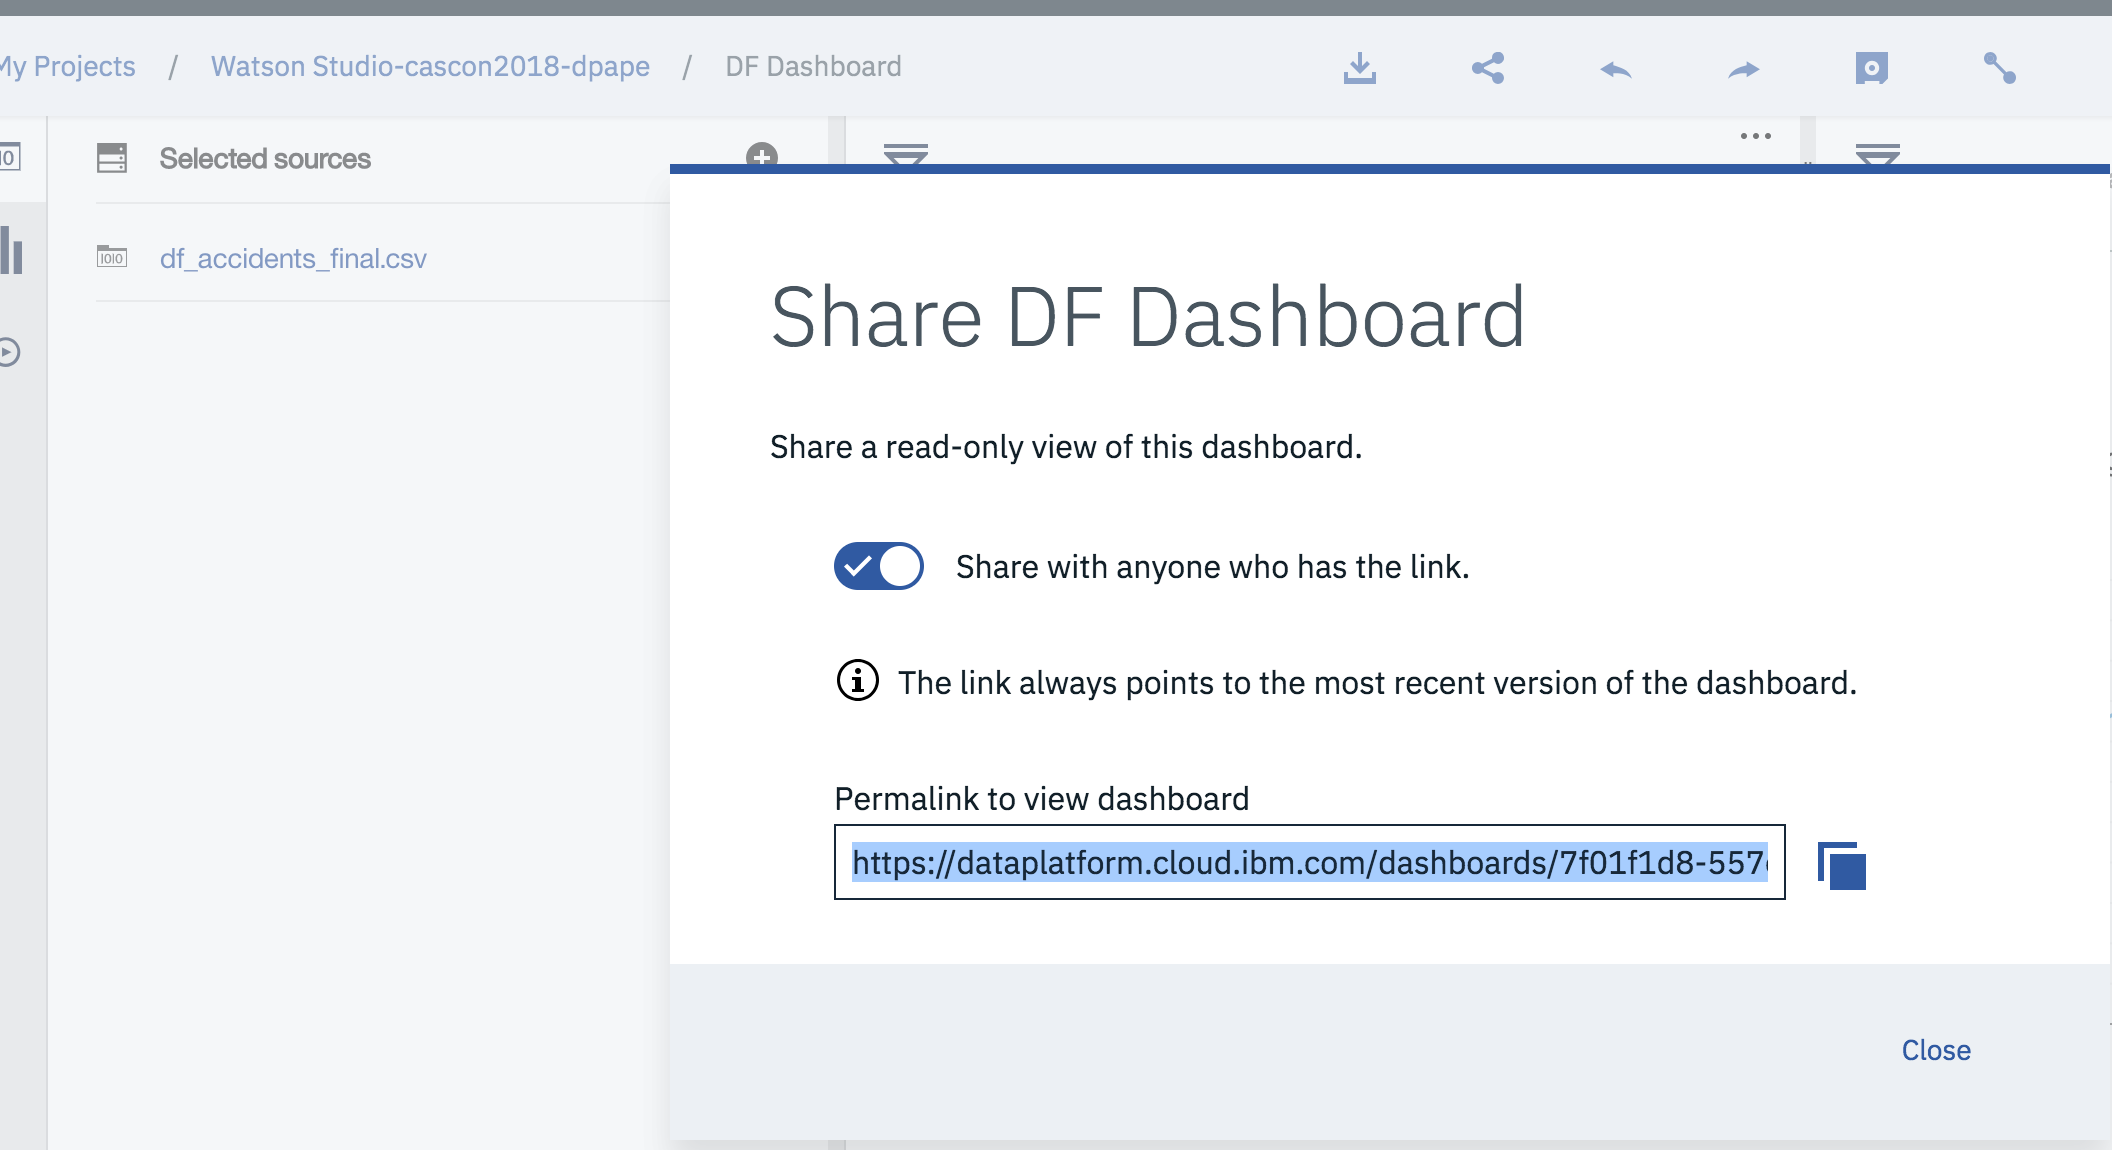 My Projects / Watson Studio-cascon2018-dpape / DF Dashboard
Selected sources
df_accidents_final.csv
Share DF Dashboard
Share a read-only view of this dashboard.
Share with anyone who has the link.
The link always points to the most recent version of the dashboard.
Permalink to view dashboard
https://dataplatform.cloud.ibm.com/dashboards/7f01f1d8-557
Close